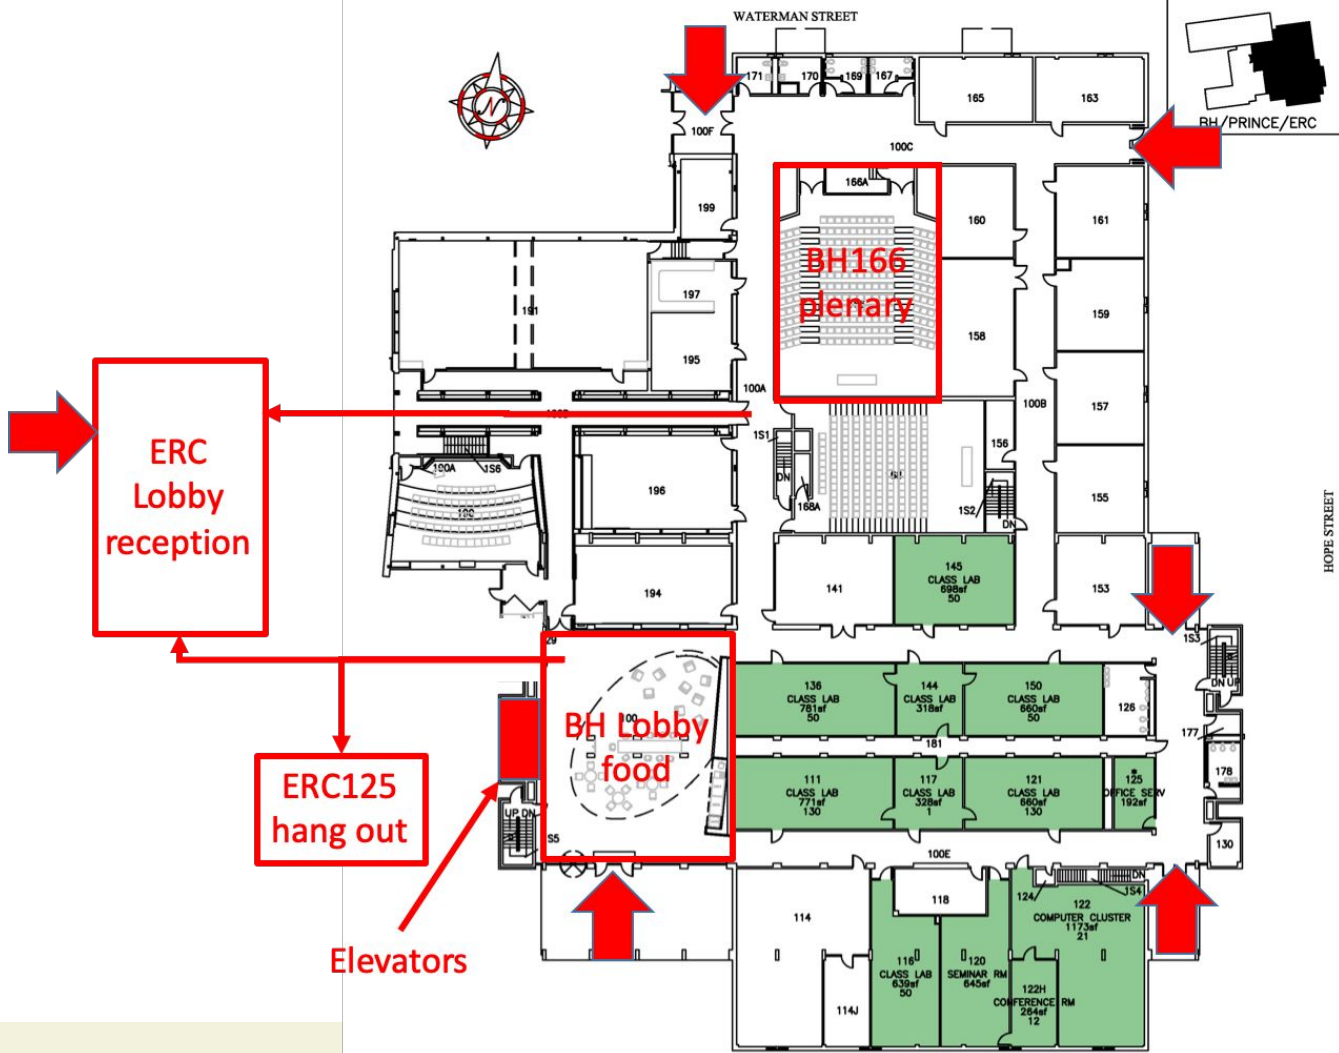 WATERMAN STREET
N
BH/PRINCE/ERC
171
170
169
167
165
163
100F
100C
166A
199
160
161
BH166
plenary
197
191
195
158
159
100A
100B
157
ERC
Lobby
reception
1S1
156
190A
1S6
DN
196
168A
1S2
DN
155
190
HOPE STREET
145
CLASS LAB
698sf
50
141
153
194
1S3
29
DN UP
136
CLASS LAB
781sf
50
144
CLASS LAB
318sf
150
CLASS LAB
660sf
50
126
100
BH Lobby
food
177
181
178
ERC125
hang out
111
CLASS LAB
771sf
130
117
CLASS LAB
328sf
1
121
CLASS LAB
660sf
130
*
125
OFFICE SERV
192sf
UP DN
S5
100E
130
DN
124
1S4
118
114
122
COMPUTER CLUSTER
1173sf
21
Elevators
116
CLASS LAB
639sf
50
120
SEMINAR RM
645sf
122H
CONFERENCE RM
264sf
12
114J